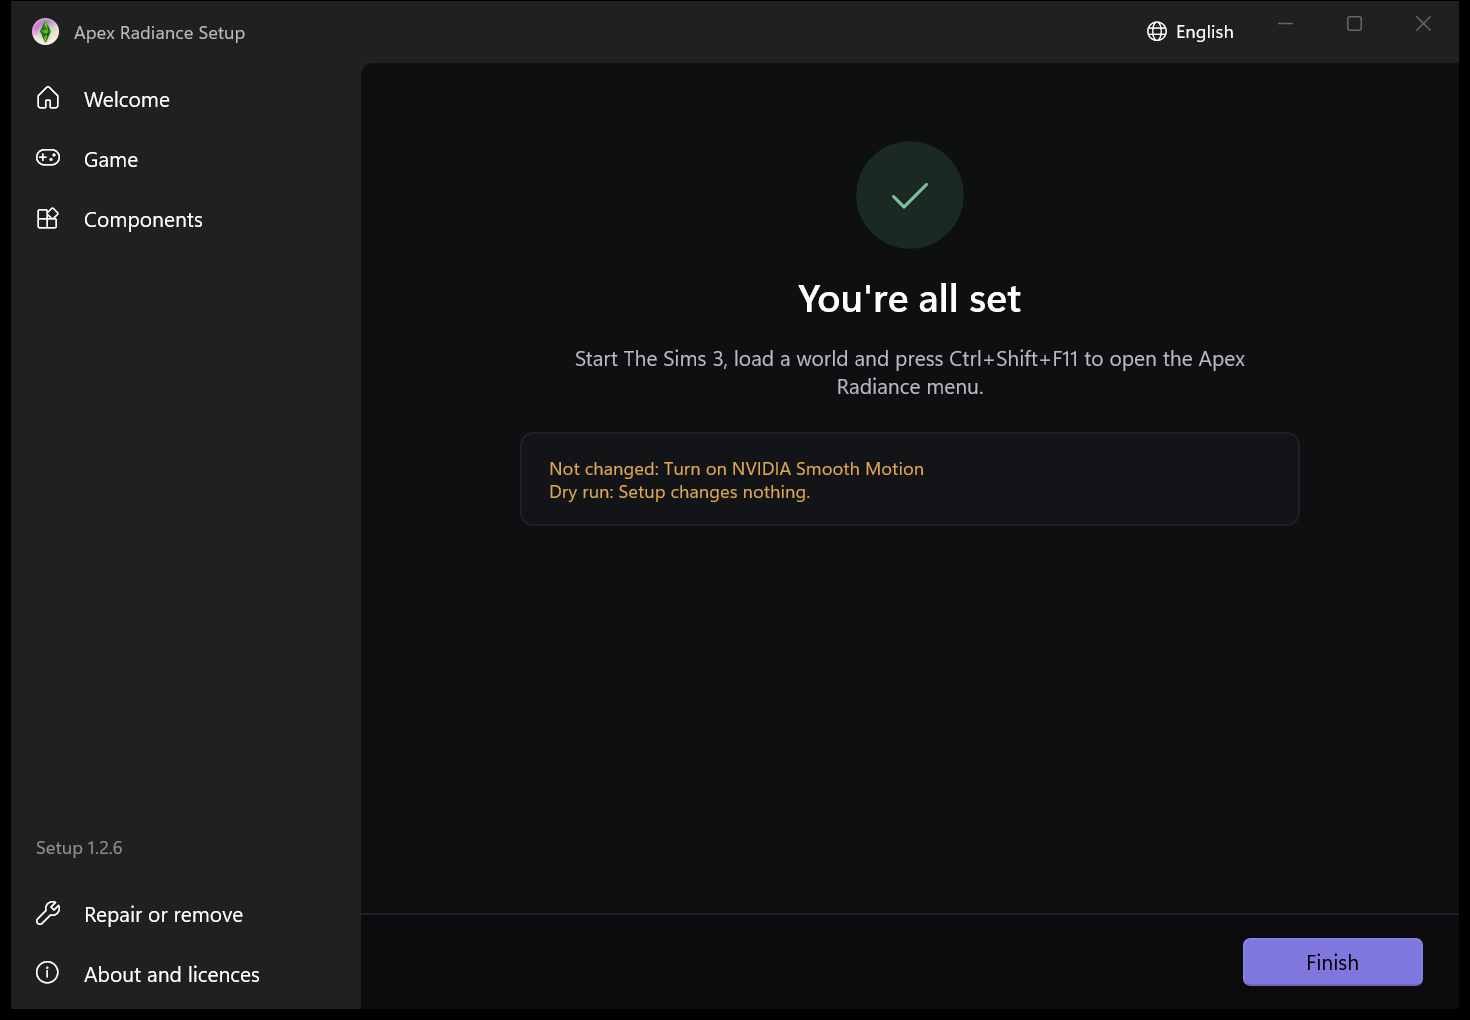 Apex Radiance Setup
English
Welcome
Game
Components
You're all set
Start The Sims 3, load a world and press Ctrl+Shift+F11 to open the Apex
Radiance menu.
Not changed: Turn on NVIDIA Smooth Motion
Dry run: Setup changes nothing.
Setup 1.2.6
Repair or remove
About and licences
Finish